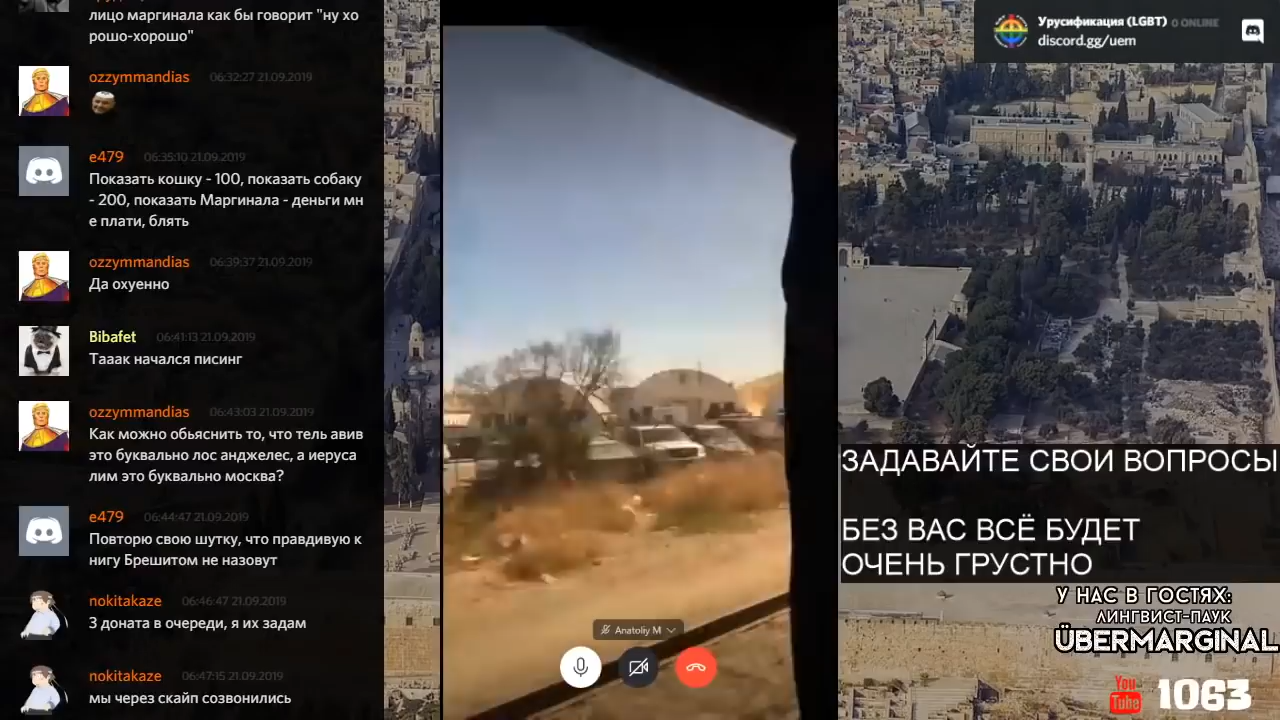 лицо маргинала как бы говорит "ну хо
рошо-хорошо"
ozzymmandias 06:32:27 21.09.2019
e479 06:35:10 21.09.2019
Показать кошку - 100, показать собаку
- 200, показать Маргинала - деньги мн
е плати, блять
ozzymmandias 06:39:37 21.09.2019
Да охуенно
Bibafet 06:41:13 21.09.2019
Тааак начался писинг
ozzymmandias 06:43:03 21.09.2019
Как можно обьяснить то, что тель авив
это буквально лос анджелес, а иеруса
лим это буквально москва?
e479 06:44:47 21.09.2019
Повторю свою шутку, что правдивую к
нигу Брешитом не назовут
nokitakaze 06:46:47 21.09.2019
3 доната в очереди, я их задам
nokitakaze 06:47:15 21.09.2019
мы через скайп созвонились
Anatoliy M
Урусификация (LGBT) 0 ONLINE
discord.gg/uem
ЗАДАВАЙТЕ СВОИ ВОПРОСЫ
БЕЗ ВАС ВСЁ БУДЕТ
ОЧЕНЬ ГРУСТНО
У НАС В ГОСТЯХ:
ЛИНГВИСТ-ПАУК
ÜBERMARGINAL
You Tube 1063